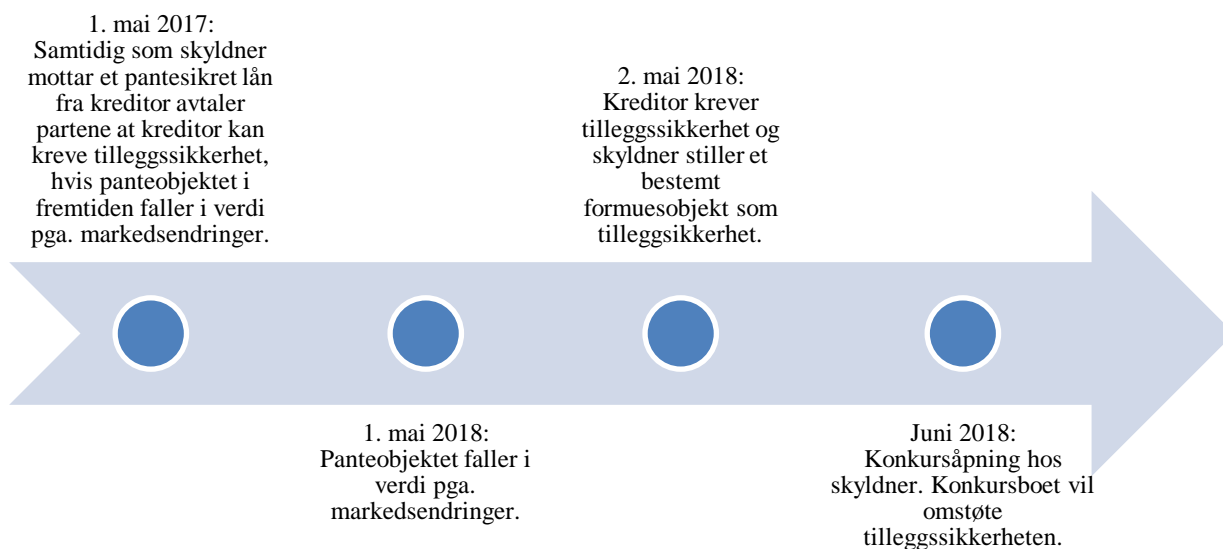 1. mai 2017:
Samtidig som skyldner
mottar et pantesikret lån
fra kreditor avtaler
partene at kreditor kan
kreve tilleggssikkerhet,
hvis panteobjektet i
fremtiden faller i verdi
pga. markedsendringer.
1. mai 2018:
Panteobjektet faller i
verdi pga.
markedsendringer.
2. mai 2018:
Kreditor krever
tilleggssikkerhet og
skyldner stiller et
bestemt
formuesobjekt som
tilleggsikkerhet.
Juni 2018:
Konkursåpning hos
skyldner. Konkursboet vil
omstøte
tilleggssikkerheten.